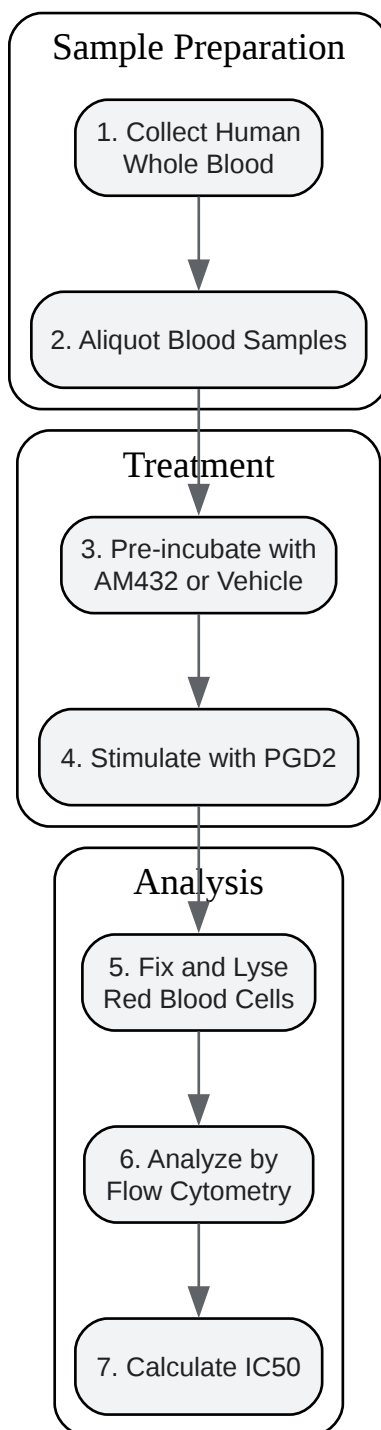 Sample Preparation
1. Collect Human
Whole Blood
2. Aliquot Blood Samples
Treatment
3. Pre-incubate with
AM432 or Vehicle
4. Stimulate with PGD2
Analysis
5. Fix and Lyse
Red Blood Cells
6. Analyze by
Flow Cytometry
7. Calculate IC50